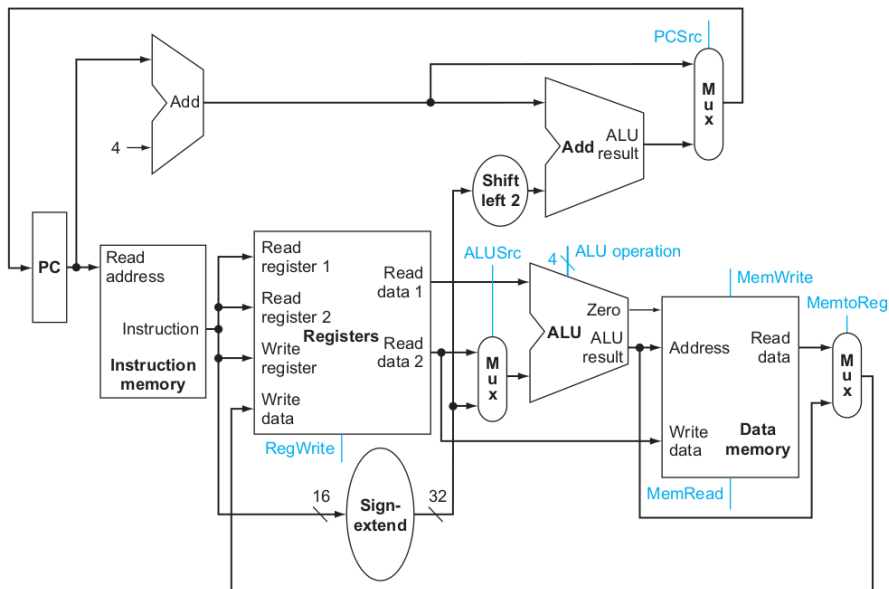 PCSrc
Add
4
M
u
x
Add
ALU
result
Shift
left 2
PC
Read
address
Instruction
Instruction
memory
Read
register 1
Read
register 2
Write
register
Write
data
Registers
Read
data 1
Read
data 2
RegWrite
ALUSrc
M
u
x
4
ALU operation
Zero
ALU
ALU
result
MemWrite
Address
Read
data
Write
data
Data
memory
MemRead
MemtoReg
M
u
x
16
Sign-
extend
32